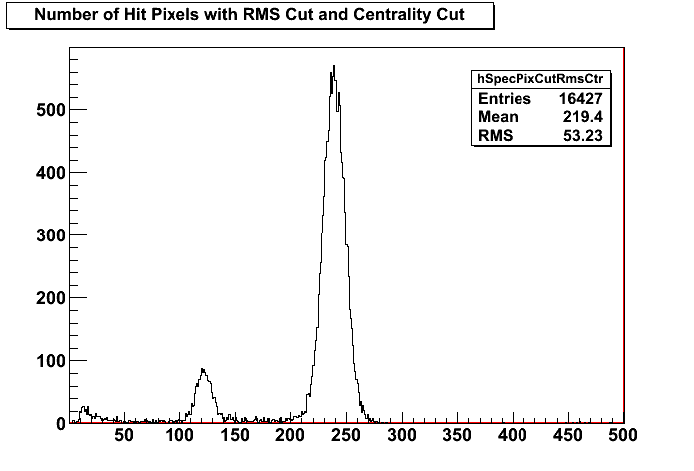 Number of Hit Pixels with RMS Cut and Centrality Cut
hSpecPixCutRmsCtr
Entries 16427
Mean 219.4
RMS 53.23
500
400
300
200
100
0
50 100 150 200 250 300 350 400 450 500